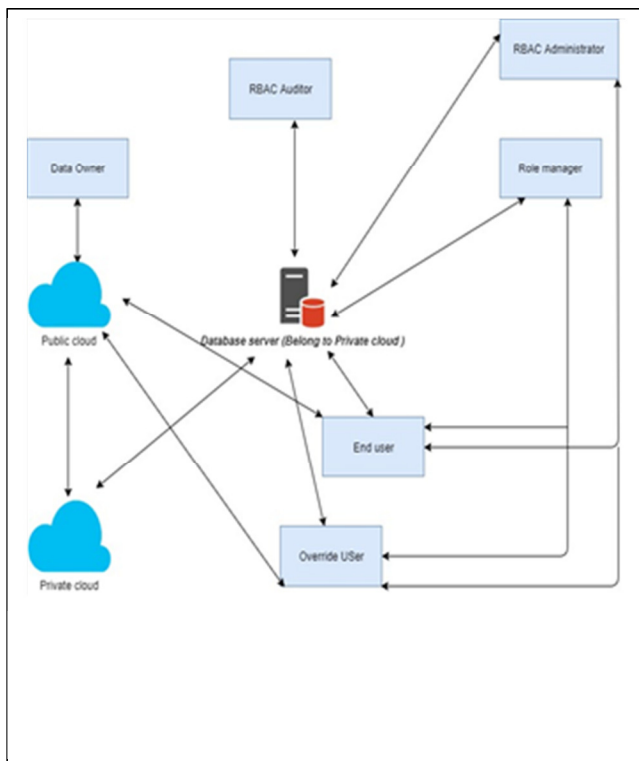 RBAC Administrator
RBAC Auditor
Data Owner
Role manager
Public cloud
Database server (Belong to Private cloud )
End user
Override USer
Private cloud